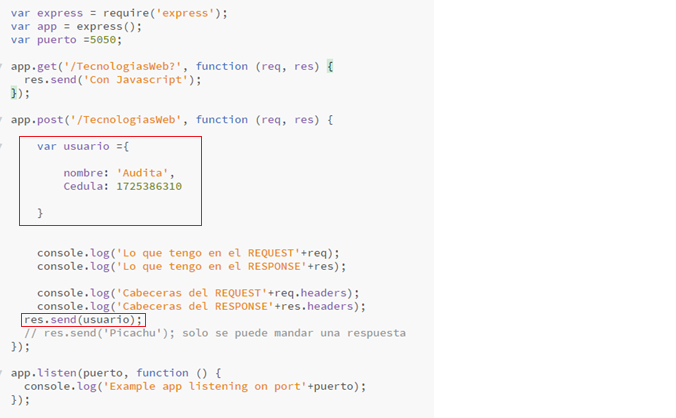 var express = require('express');
var app = express();
var puerto =5050;
app.get('/TecnologiasWeb?', function (req, res) {
res.send('Con Javascript');
});
app.post('/TecnologiasWeb', function (req, res) {
var usuario ={
nombre: 'Audita',
Cedula: 1725386310
}
console.log('Lo que tengo en el REQUEST'+req);
console.log('Lo que tengo en el RESPONSE'+res);
console.log('Cabeceras del REQUEST'+req.headers);
console.log('Cabeceras del RESPONSE'+res.headers);
res.send(usuario);
// res.send('Picachu'); solo se puede mandar una respuesta
});
app.listen(puerto, function () {
console.log('Example app listening on port'+puerto);
});